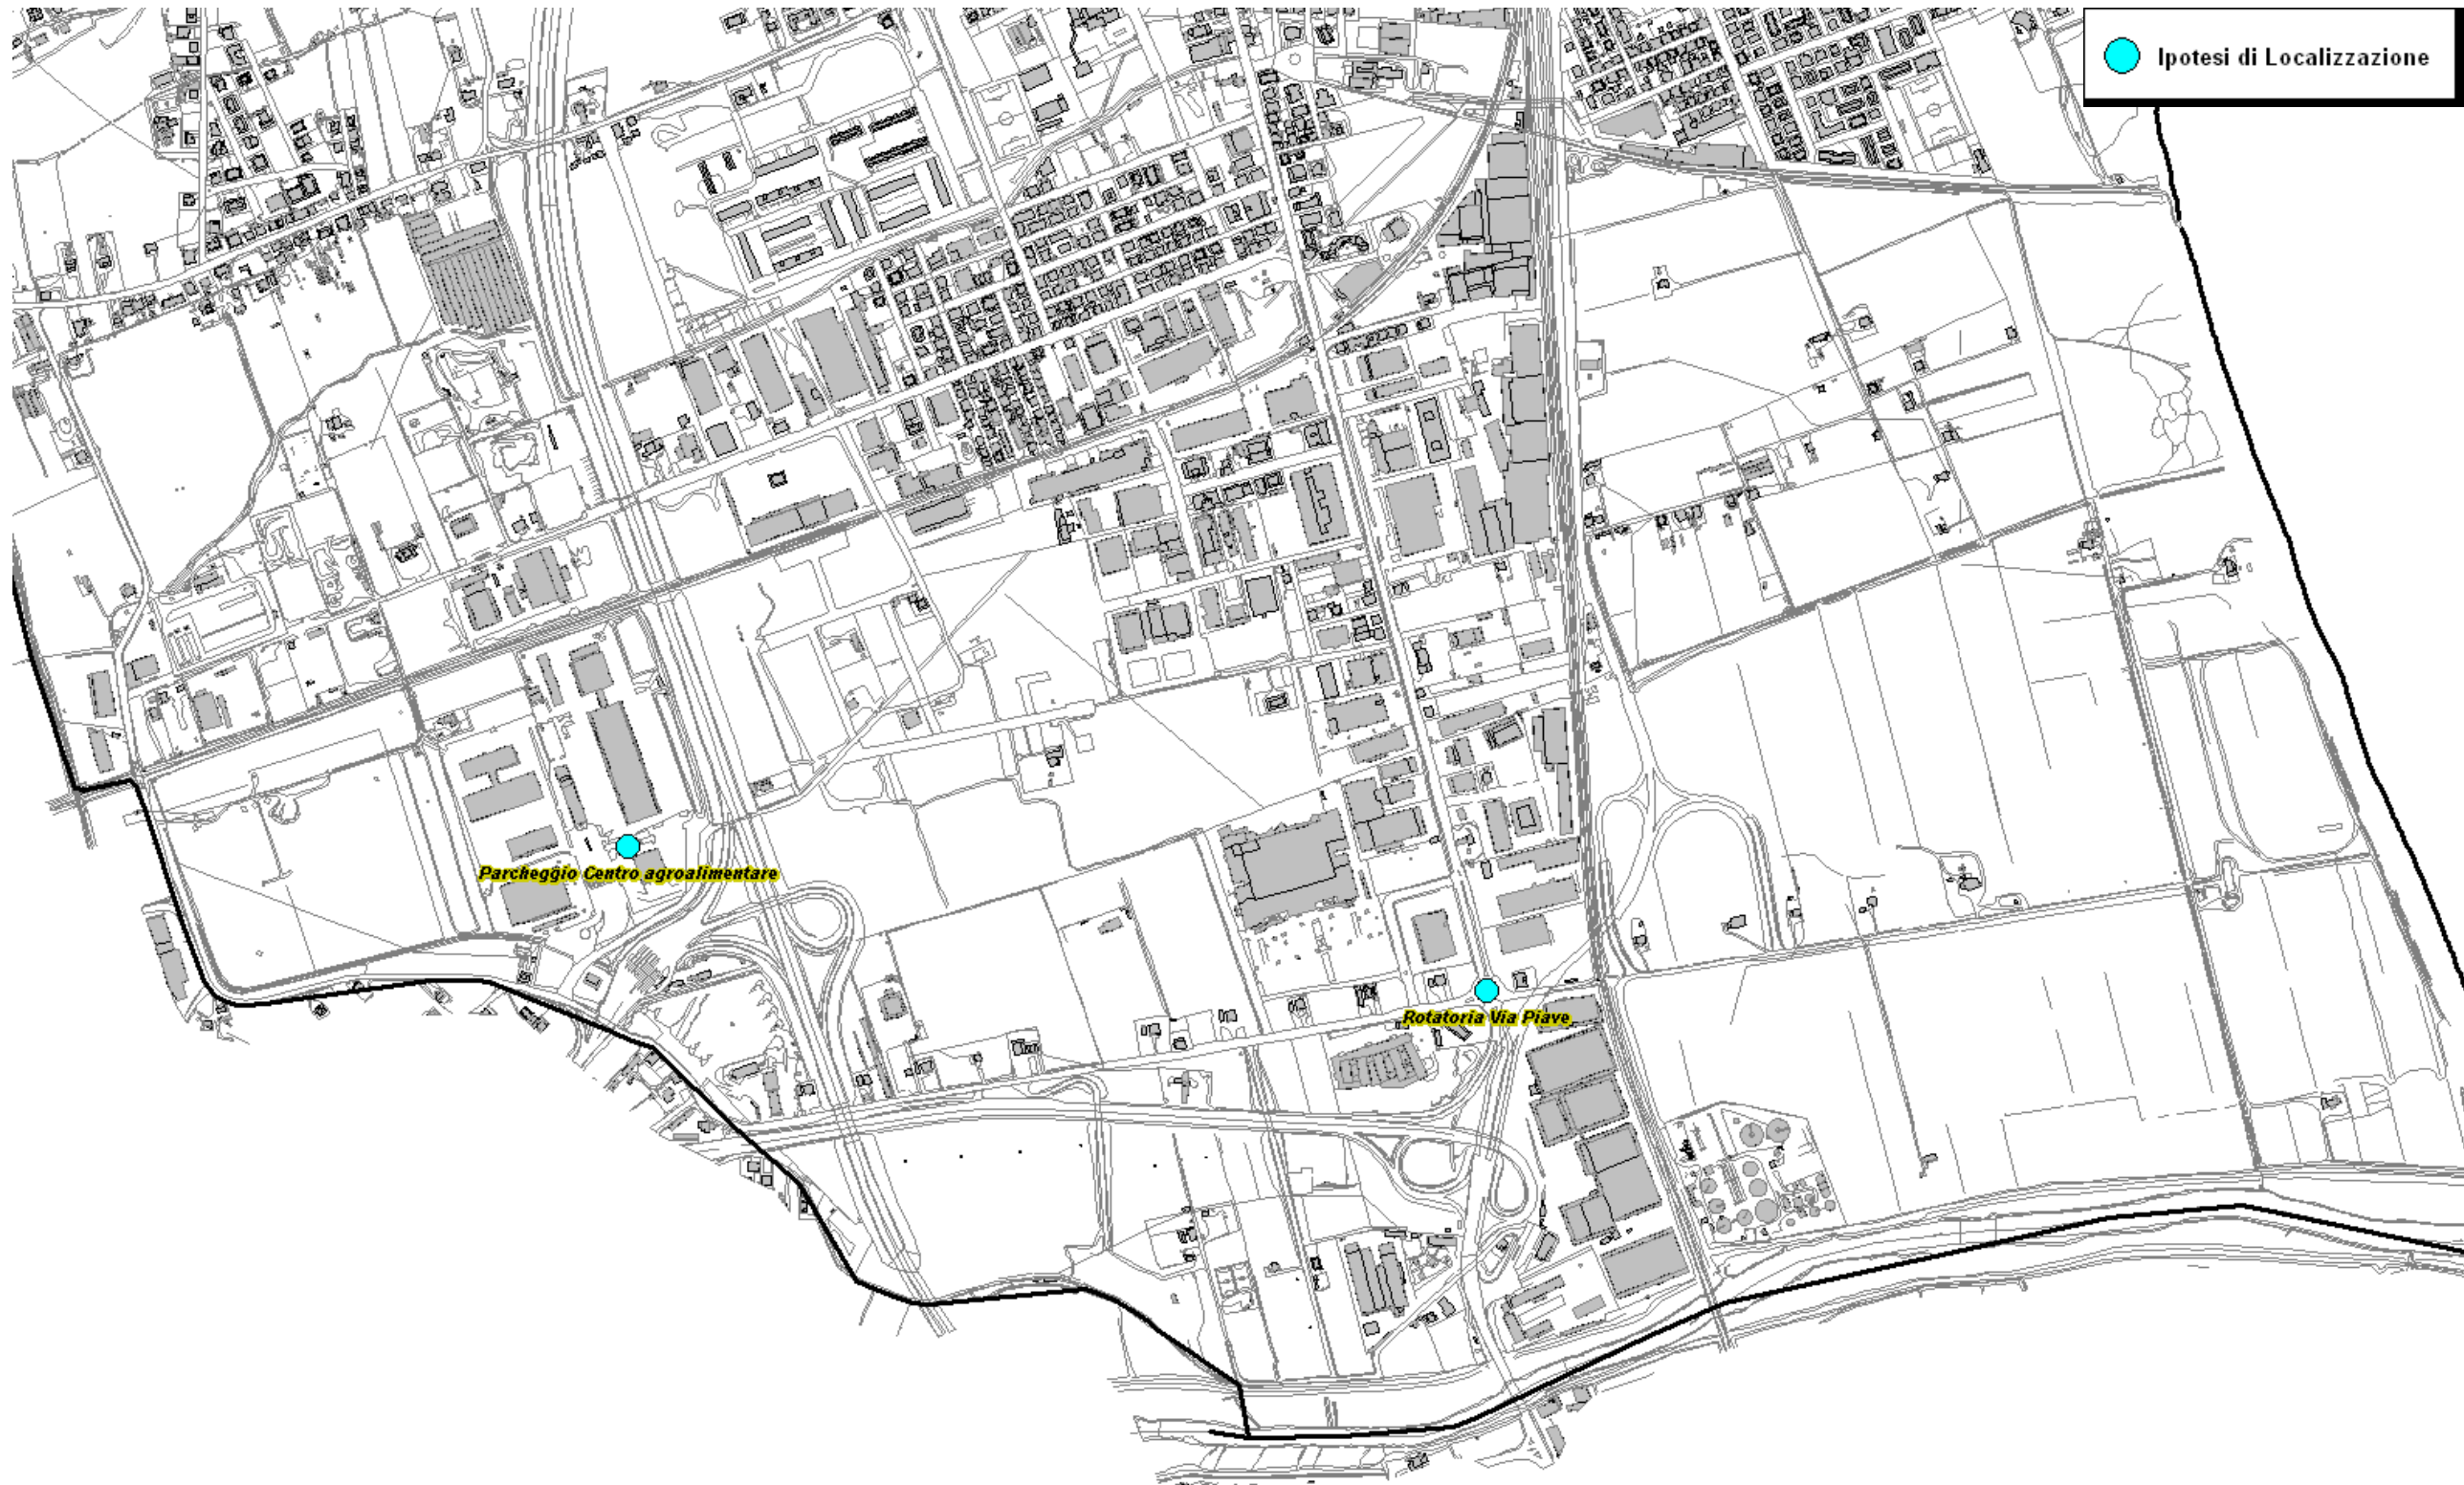 Ipotesi di Localizzazione
Parcheggio Centro agroalimentare
Rotatoria Via Piave